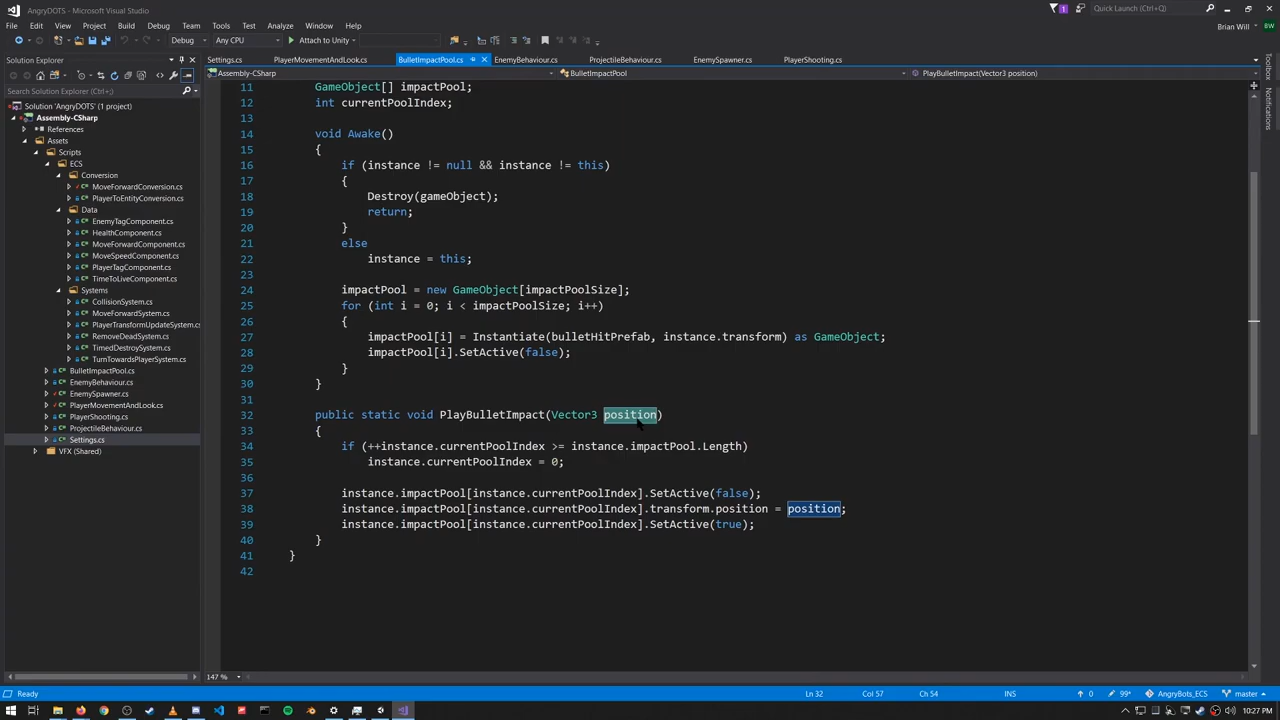 AngryDOTS - Microsoft Visual Studio
1
Quick Launch (Ctrl+Q)
File Edit View Project Build Debug Team Tools Test Analyze Window Help
Brian Will
BW
Debug Any CPU Attach to Unity
Solution Explorer
Settings.cs PlayerMovementAndLook.cs BulletImpactPool.cs EnemyBehaviour.cs ProjectileBehaviour.cs EnemySpawner.cs PlayerShooting.cs
Assembly-CSharp BulletImpactPool PlayBulletImpact(Vector3 position)
Search Solution Explorer (Ctrl+;)
Solution 'AngryDOTS' (1 project)
Assembly-CSharp
References
Assets
Scripts
ECS
Conversion
MoveForwardConversion.cs
PlayerToEntityConversion.cs
Data
EnemyTagComponent.cs
HealthComponent.cs
MoveForwardComponent.cs
MoveSpeedComponent.cs
PlayerTagComponent.cs
TimeToLiveComponent.cs
Systems
CollisionSystem.cs
MoveForwardSystem.cs
PlayerTransformUpdateSystem.cs
RemoveDeadSystem.cs
TimedDestroySystem.cs
TurnTowardsPlayerSystem.cs
BulletImpactPool.cs
EnemyBehaviour.cs
EnemySpawner.cs
PlayerMovementAndLook.cs
PlayerShooting.cs
ProjectileBehaviour.cs
Settings.cs
VFX (Shared)
11 GameObject[] impactPool;
12 int currentPoolIndex;
13
14 void Awake()
15 {
16 if (instance != null && instance != this)
17 {
18 Destroy(gameObject);
19 return;
20 }
21 else
22 instance = this;
23
24 impactPool = new GameObject[impactPoolSize];
25 for (int i = 0; i < impactPoolSize; i++)
26 {
27 impactPool[i] = Instantiate(bulletHitPrefab, instance.transform) as GameObject;
28 impactPool[i].SetActive(false);
29 }
30 }
31
32 public static void PlayBulletImpact(Vector3 position)
33 {
34 if (++instance.currentPoolIndex >= instance.impactPool.Length)
35 instance.currentPoolIndex = 0;
36
37 instance.impactPool[instance.currentPoolIndex].SetActive(false);
38 instance.impactPool[instance.currentPoolIndex].transform.position = position;
39 instance.impactPool[instance.currentPoolIndex].SetActive(true);
40 }
41 }
42
Toolbox
Notifications
147 %
Ready Ln 32 Col 57 Ch 54 INS 0 99* AngryBots_ECS master
10:27 PM